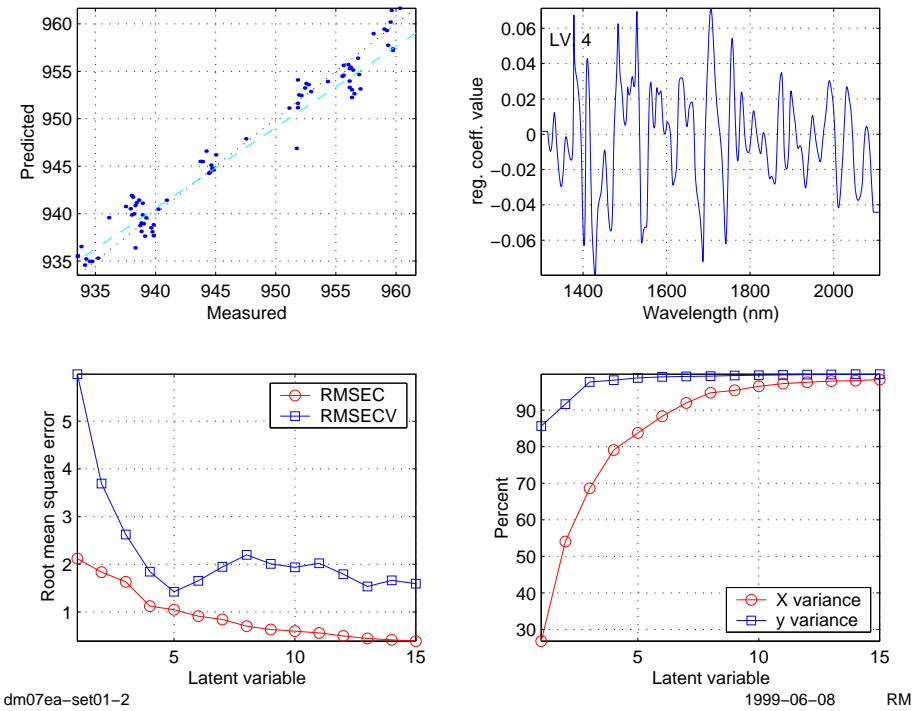 960
955
950
945
940
935
Predicted
935 940 945 950 955 960
Measured
LV: 4
0.06
0.04
0.02
0
−0.02
−0.04
−0.06
reg. coeff. value
1400 1600 1800 2000
Wavelength (nm)
RMSEC
RMSECV
5
4
3
2
1
Root mean square error
5 10 15
Latent variable
90
80
70
60
50
40
30
Percent
X variance
y variance
5 10 15
Latent variable
dm07ea−set01−2 1999−06−08 RM